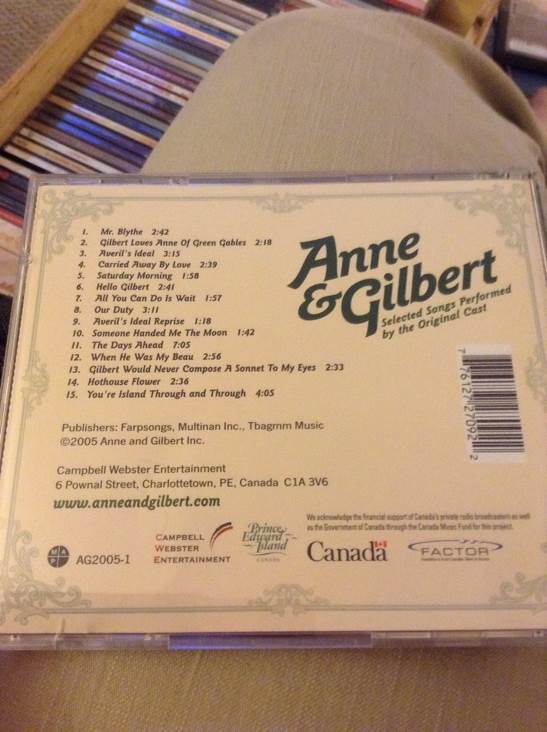 1. Mr. Blythe 2:42
2. Gilbert Loves Anne Of Green Gables 2:18
3. Averil's Ideal 3:15
4. Carried Away By Love 2:39
5. Saturday Morning 1:58
6. Hello Gilbert 2:41
7. All You Can Do Is Wait 1:57
8. Our Duty 3:11
9. Averil's Ideal Reprise 1:18
10. Someone Handed Me The Moon 1:42
11. The Days Ahead 7:05
12. When He Was My Beau 2:56
13. Gilbert Would Never Compose A Sonnet To My Eyes 2:33
14. Hothouse Flower 2:36
15. You're Island Through and Through 4:05
Anne
& Gilbert
Selected Songs Performed
by the Original Cast
7 76127 27092 2
Publishers: Farpsongs, Multinan Inc., Tbagmm Music
©2005 Anne and Gilbert Inc.
Campbell Webster Entertainment
6 Pownal Street, Charlottetown, PE, Canada C1A 3V6
www.anneandgilbert.com
We acknowledge the financial support of Canada's private radio broadcasters as well
as the Government of Canada through the Canada Music Fund for this project.
M A P
AG2005-1
CAMPBELL
WEBSTER
ENTERTAINMENT
Prince
Edward
Island
CANADA
Canada
FACTOR